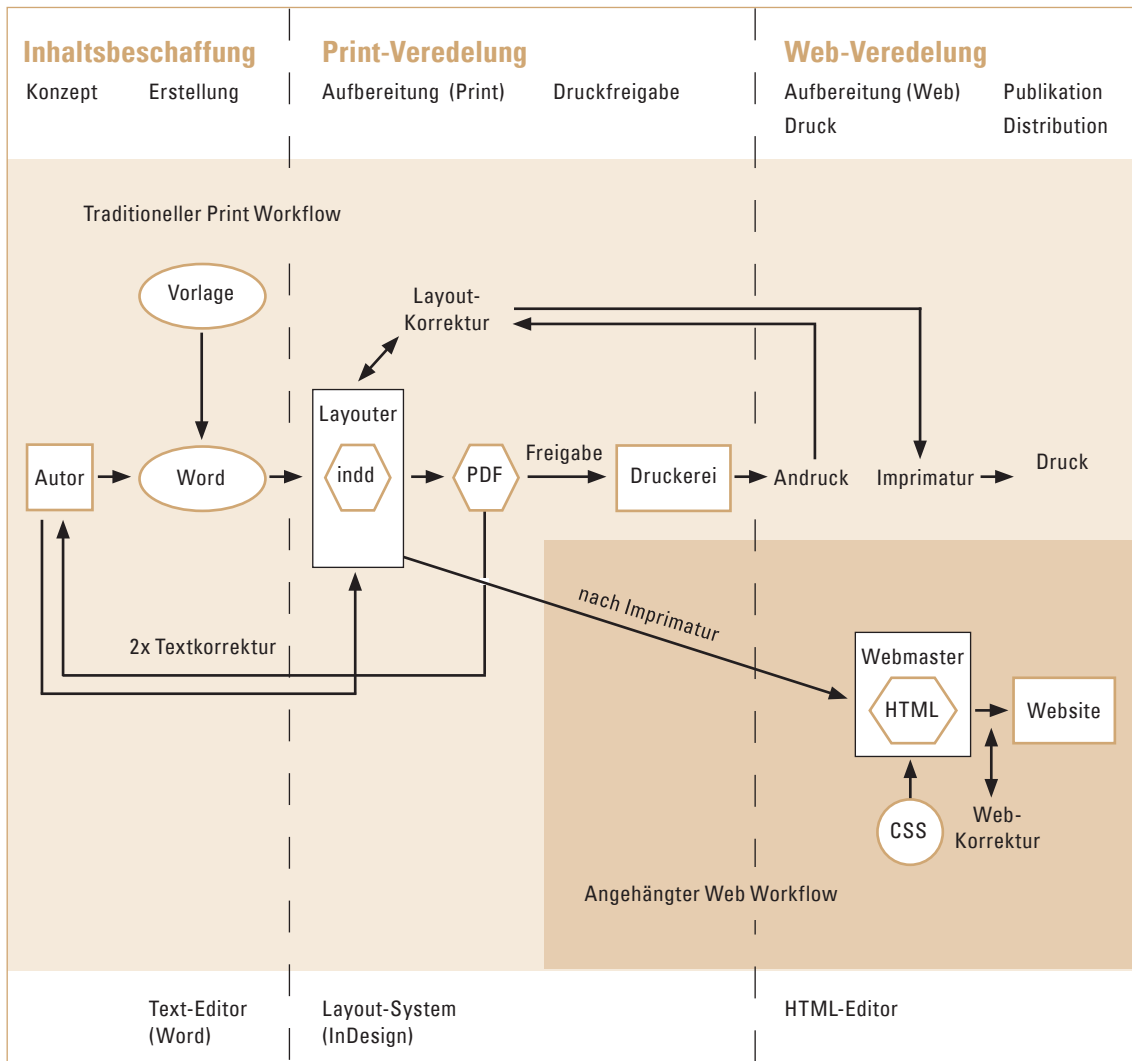 Inhaltsbeschaffung
Konzept
Erstellung
Print-Veredelung
Aufbereitung (Print)
Druckfreigabe
Web-Veredelung
Aufbereitung (Web)
Druck
Publikation
Distribution
Traditioneller Print Workflow
Vorlage
Layout-
Korrektur
Layouter
Autor
Word
indd
PDF
Freigabe
Druckerei
Andruck
Imprimatur
Druck
2x Textkorrektur
nach Imprimatur
Webmaster
HTML
Website
CSS
Web-
Korrektur
Angehängter Web Workflow
Text-Editor
(Word)
Layout-System
(InDesign)
HTML-Editor